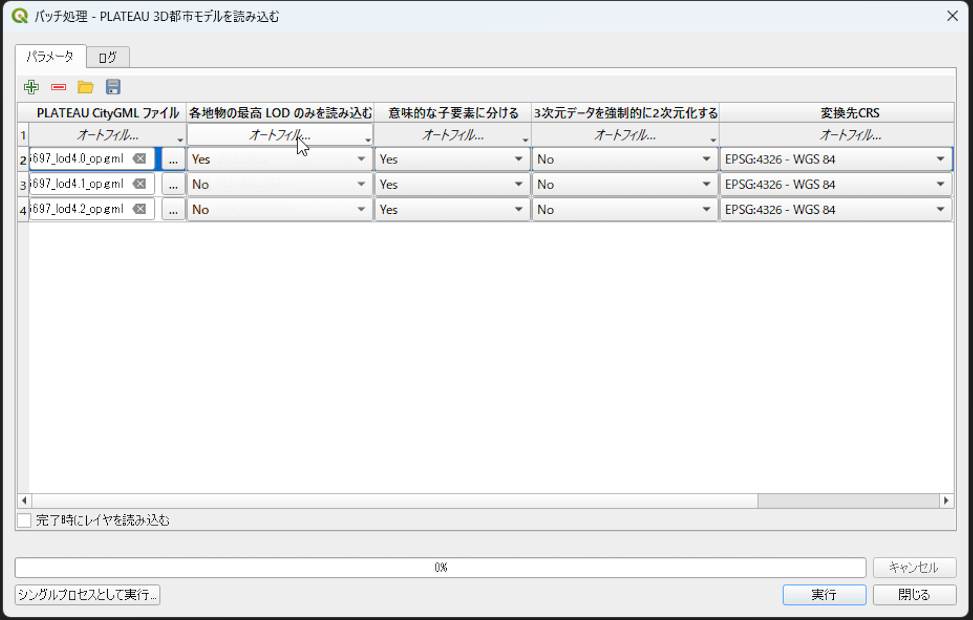 バッチ処理 - PLATEAU 3D都市モデルを読み込む
パラメータ ログ
PLATEAU CityGML ファイル 各地物の最高 LOD のみを読み込む 意味的な子要素に分ける 3次元データを強制的に2次元化する 変換先CRS
1 オートフィル... オートフィル... オートフィル... オートフィル... オートフィル...
2 697_lod4.0_op.gml ... Yes Yes No EPSG:4326 - WGS 84
3 697_lod4.1_op.gml ... No Yes No EPSG:4326 - WGS 84
4 697_lod4.2_op.gml ... No Yes No EPSG:4326 - WGS 84
完了時にレイヤを読み込む
0% キャンセル
シングルプロセスとして実行... 実行 閉じる